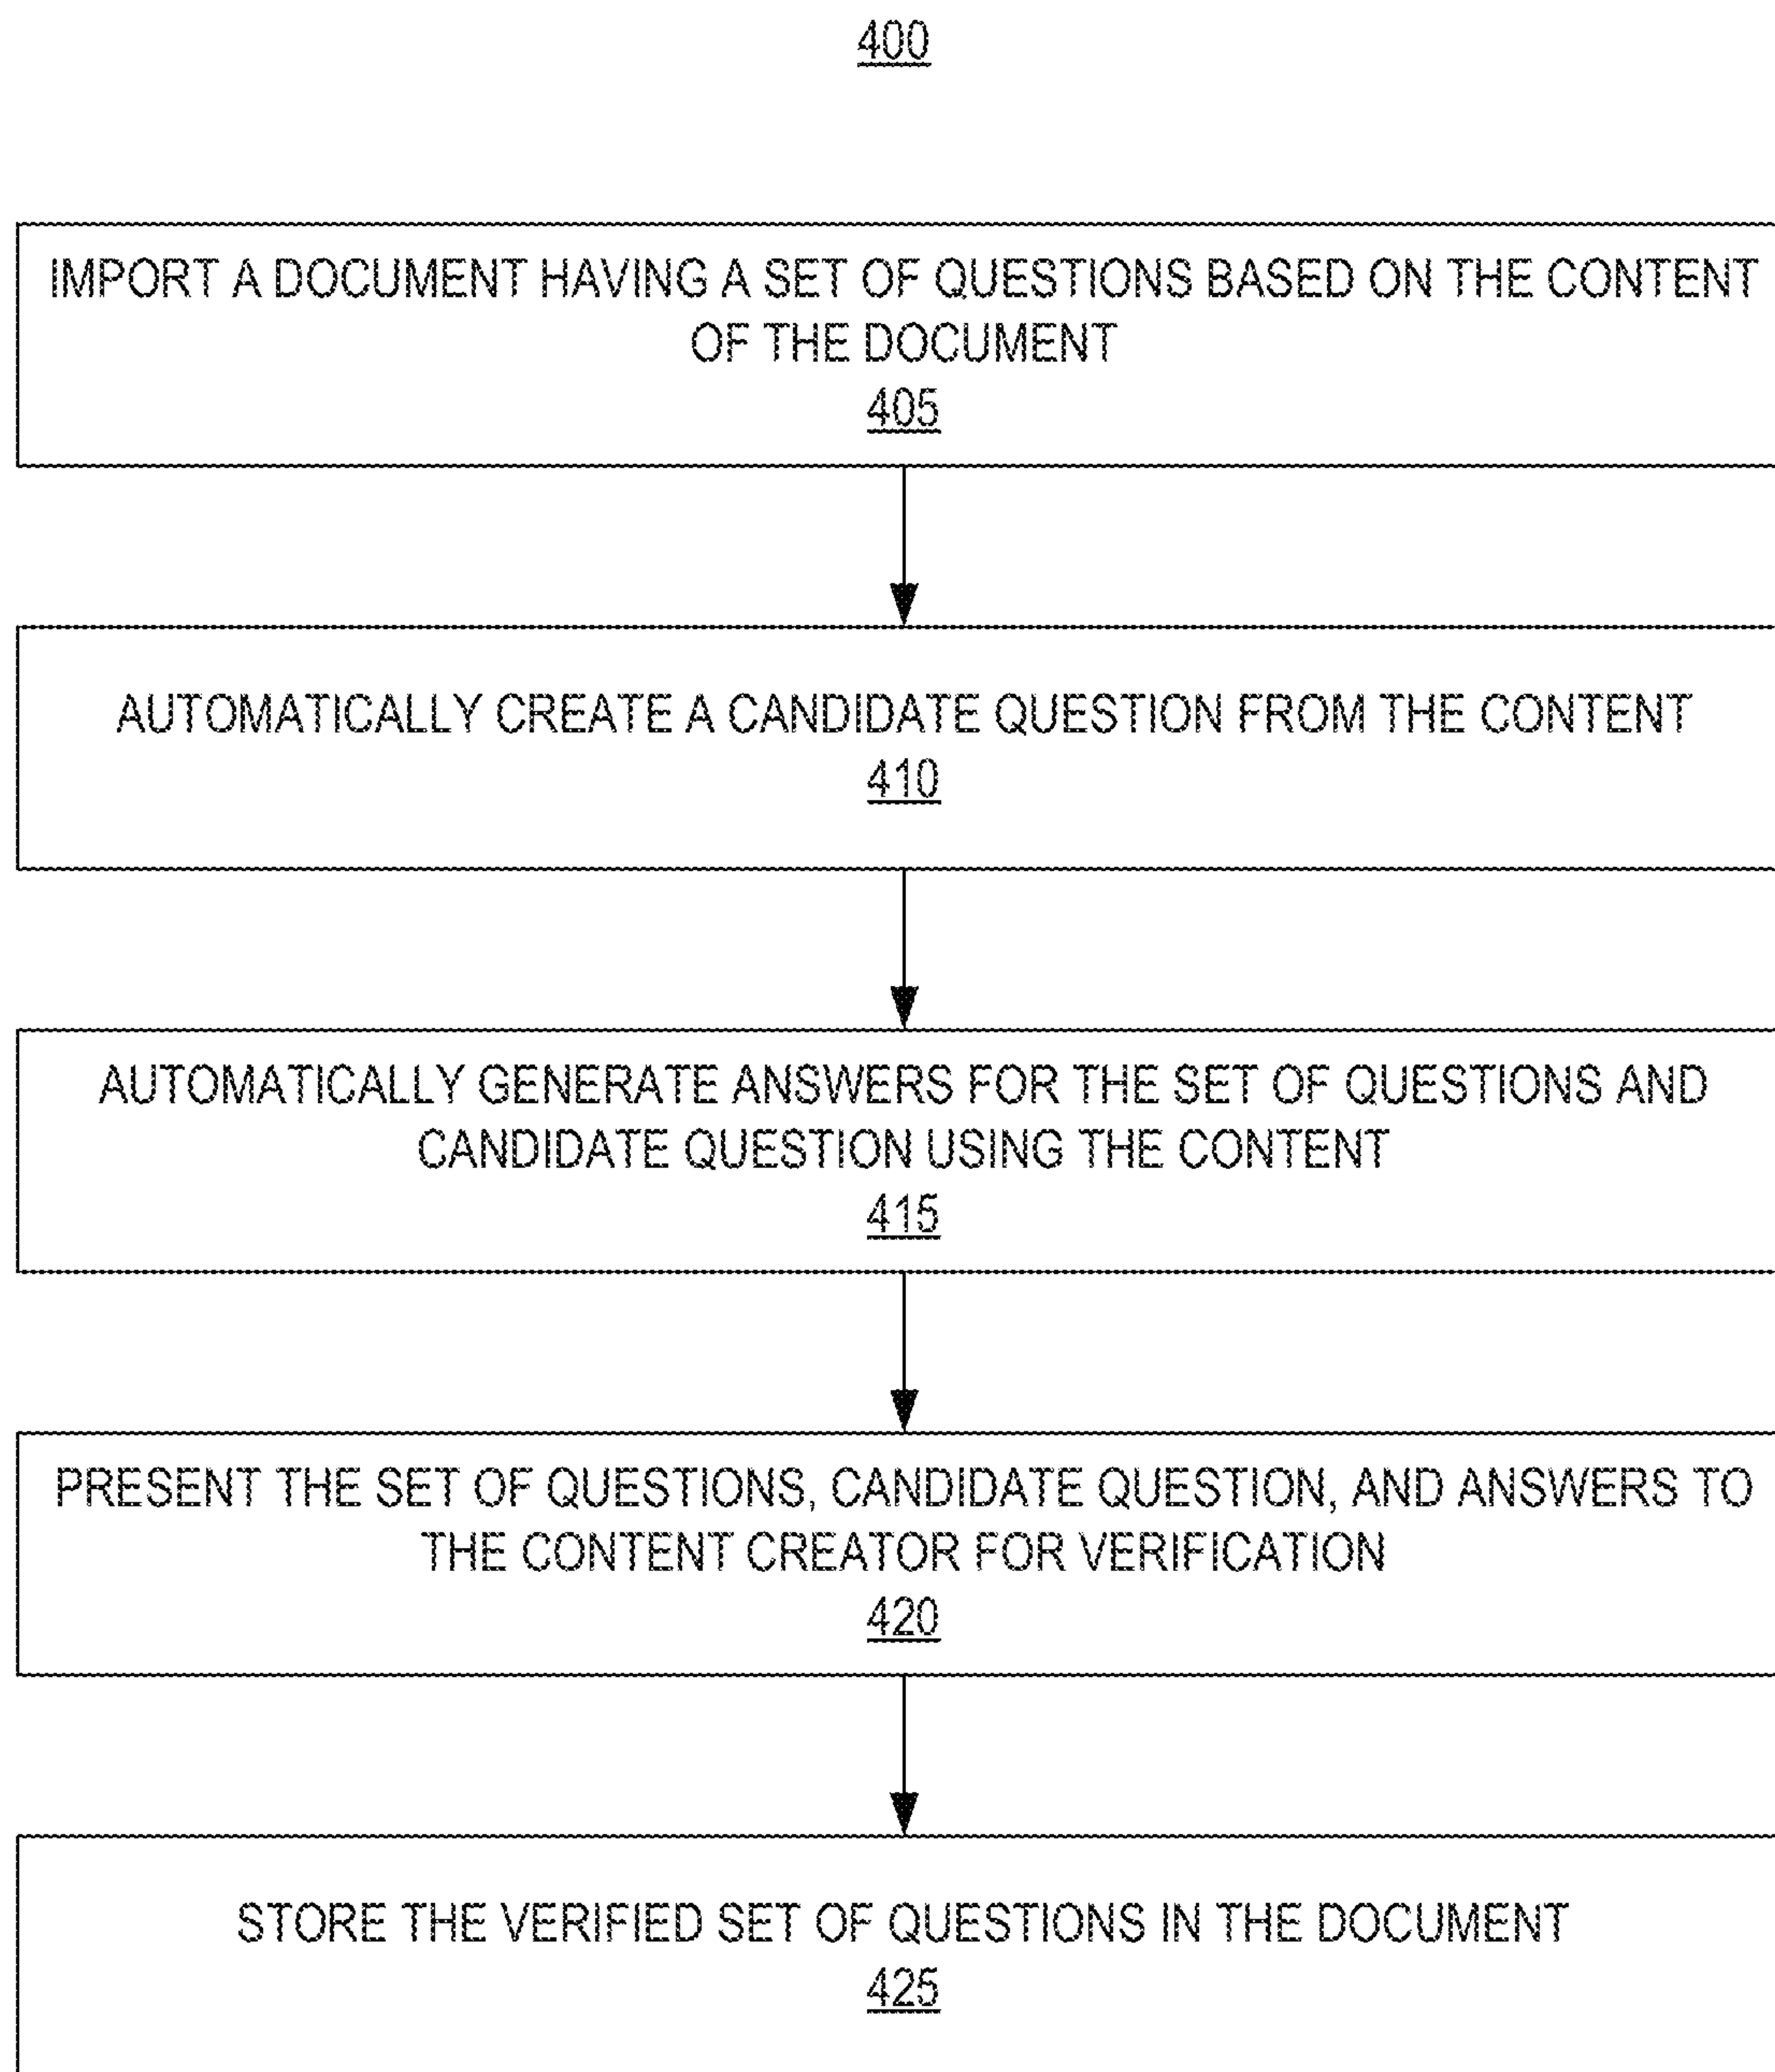 400
IMPORT A DOCUMENT HAVING A SET OF QUESTIONS BASED ON THE CONTENT
OF THE DOCUMENT
405
AUTOMATICALLY CREATE A CANDIDATE QUESTION FROM THE CONTENT
410
AUTOMATICALLY GENERATE ANSWERS FOR THE SET OF QUESTIONS AND
CANDIDATE QUESTION USING THE CONTENT
415
PRESENT THE SET OF QUESTIONS, CANDIDATE QUESTION, AND ANSWERS TO
THE CONTENT CREATOR FOR VERIFICATION
420
STORE THE VERIFIED SET OF QUESTIONS IN THE DOCUMENT
425